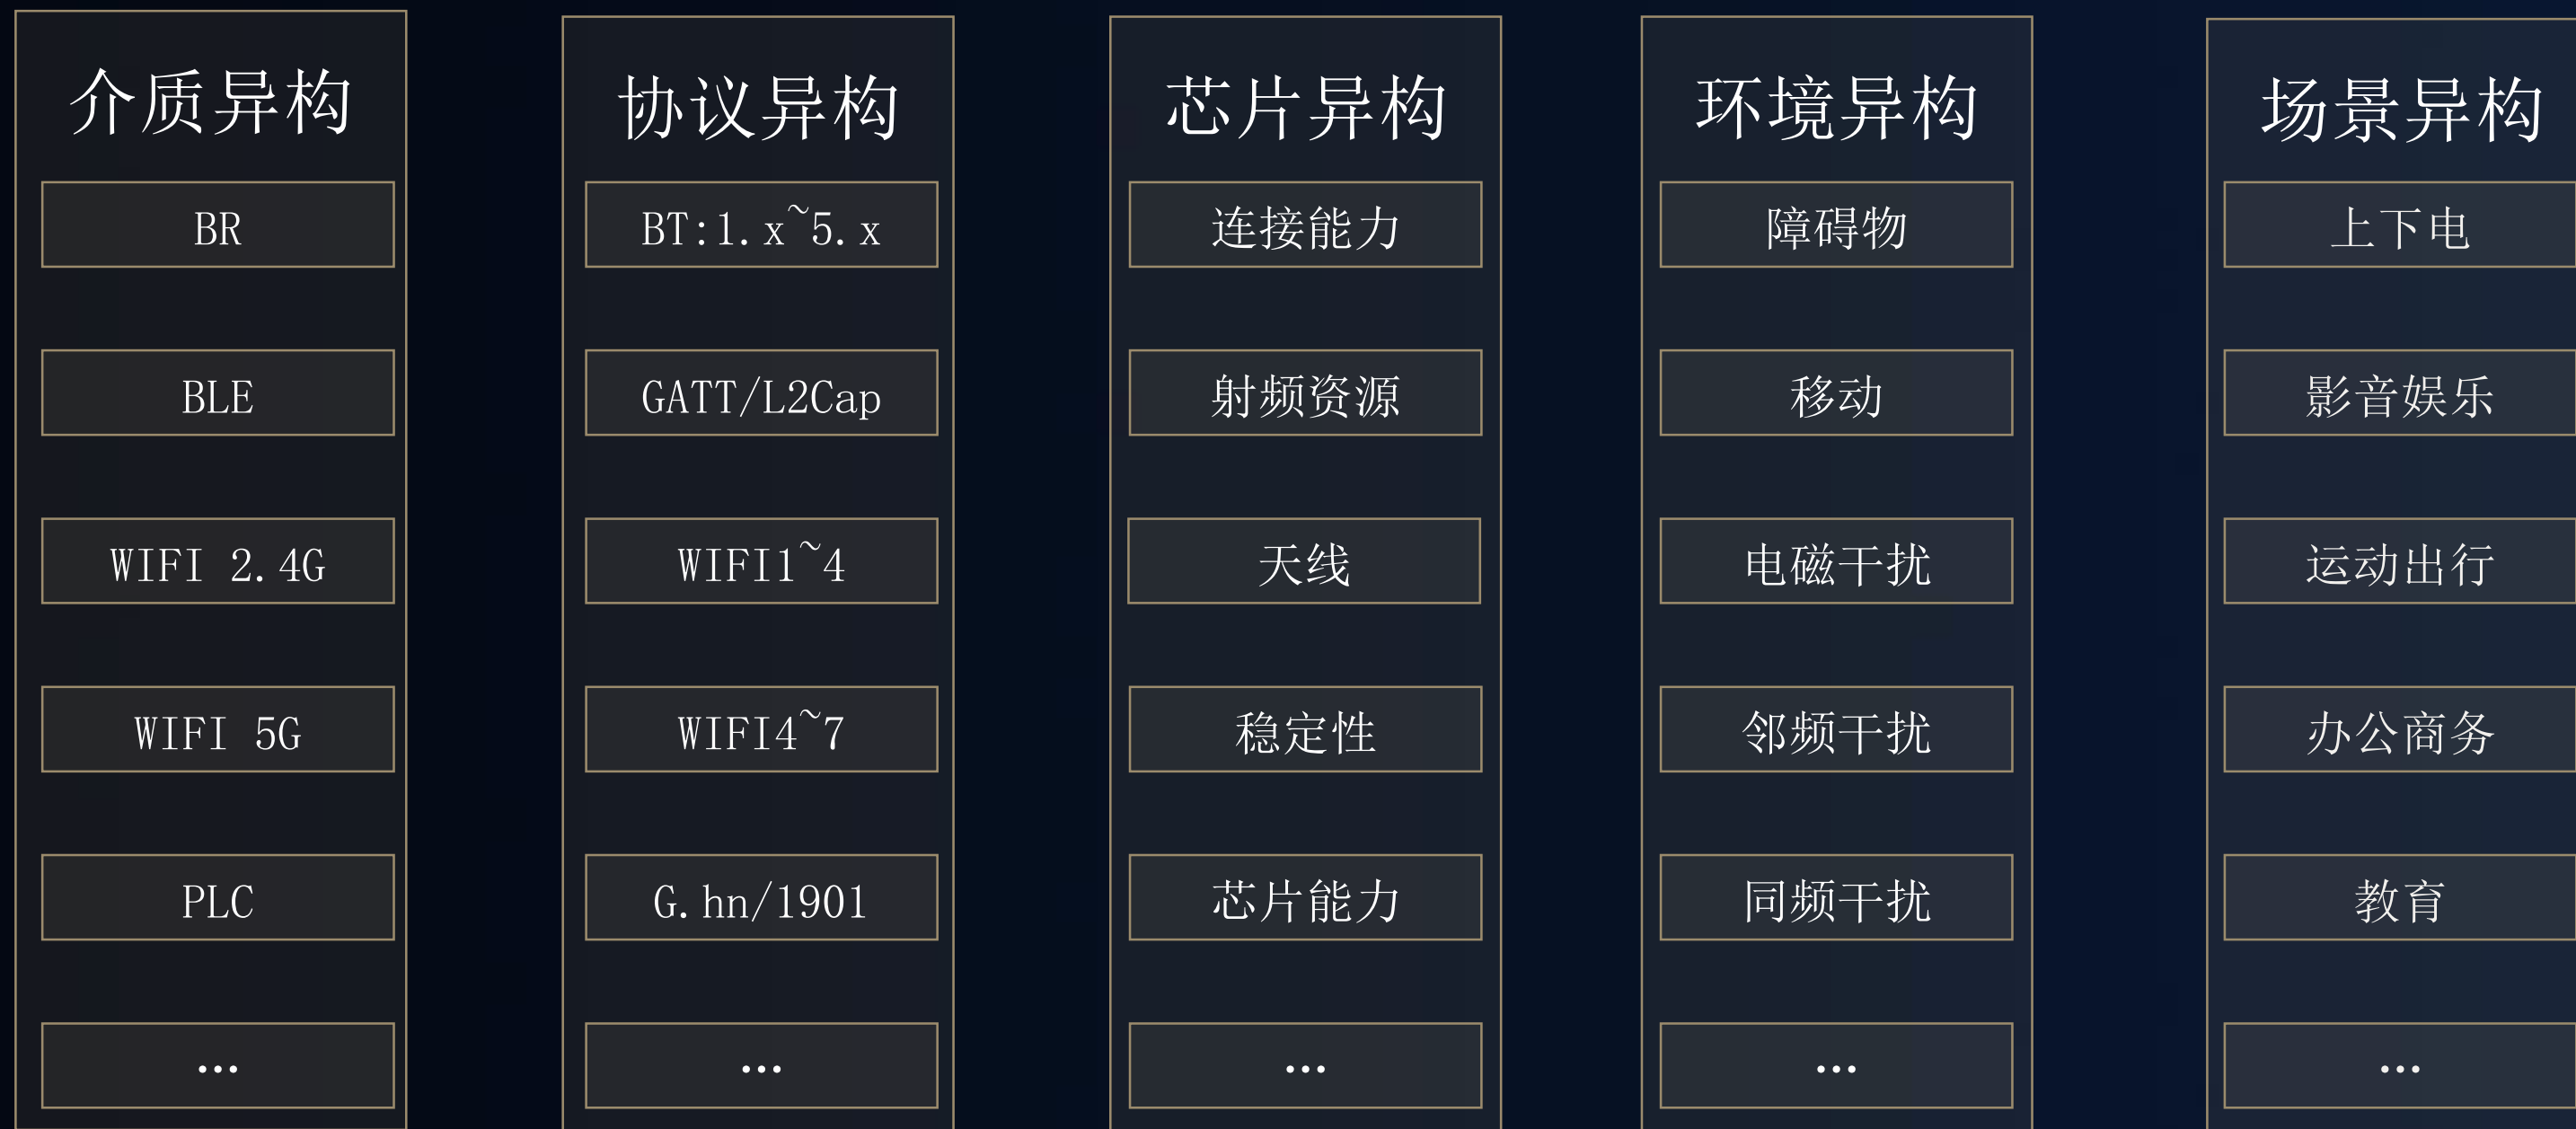 介质异构
BR
BLE
WIFI 2.4G
WIFI 5G
PLC
...
协议异构
BT:1.x~5.x
GATT/L2Cap
WIFI1~4
WIFI4~7
G.hn/1901
...
芯片异构
连接能力
射频资源
天线
稳定性
芯片能力
...
环境异构
障碍物
移动
电磁干扰
邻频干扰
同频干扰
...
场景异构
上下电
影音娱乐
运动出行
办公商务
教育
...